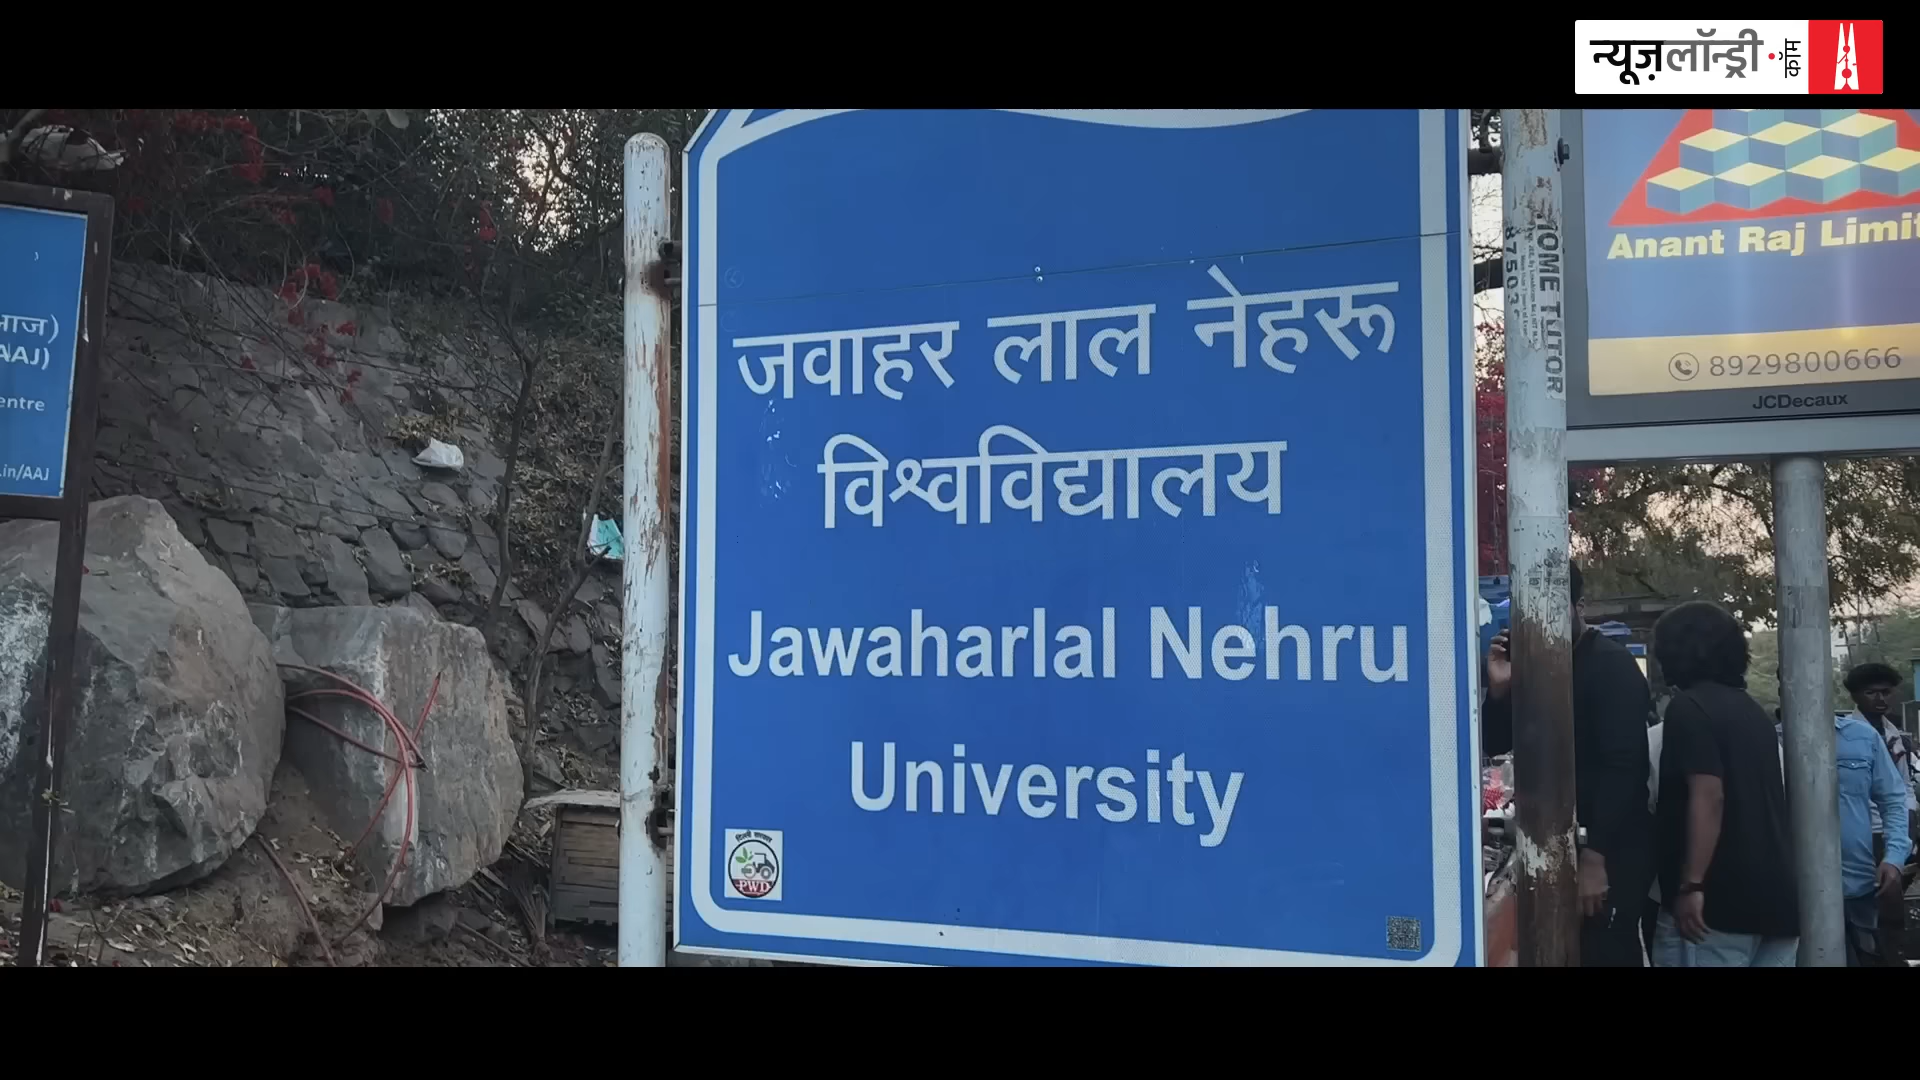 न्यूज़लॉन्ड्री.कॉम
जवाहर लाल नेहरू
विश्वविद्यालय
Jawaharlal Nehru
University
PWD
HOME TUTOR
Anant Raj Limit
8929800666
JCDecaux
AAJ)
entre
.in/AAJ